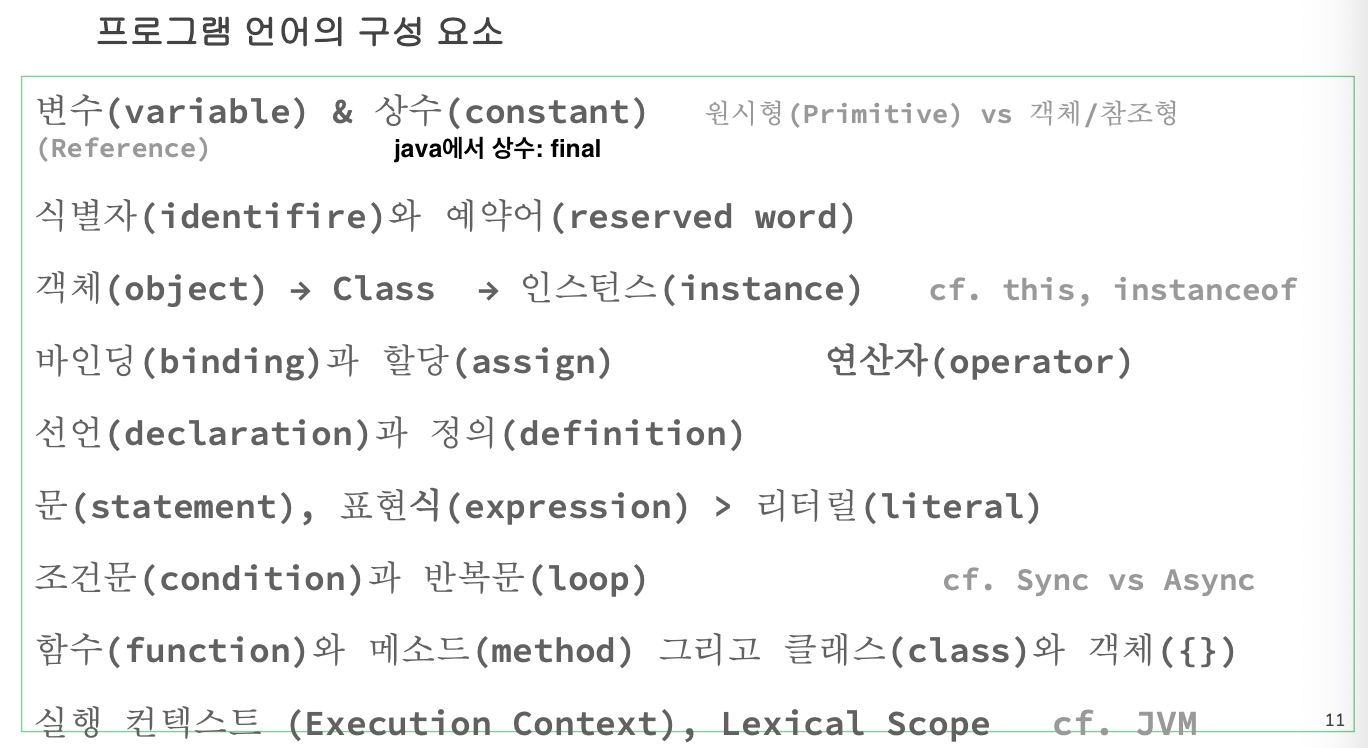 프로그램 언어의 구성 요소
변수(variable) & 상수(constant) 원시형(Primitive) vs 객체/참조형
(Reference) java에서 상수: final
식별자(identifire)와 예약어(reserved word)
객체(object) → Class → 인스턴스(instance) cf. this, instanceof
바인딩(binding)과 할당(assign) 연산자(operator)
선언(declaration)과 정의(definition)
문(statement), 표현식(expression) > 리터럴(literal)
조건문(condition)과 반복문(loop) cf. Sync vs Async
함수(function)와 메소드(method) 그리고 클래스(class)와 객체({})
실행 컨텍스트 (Execution Context), Lexical Scope cf. JVM 11